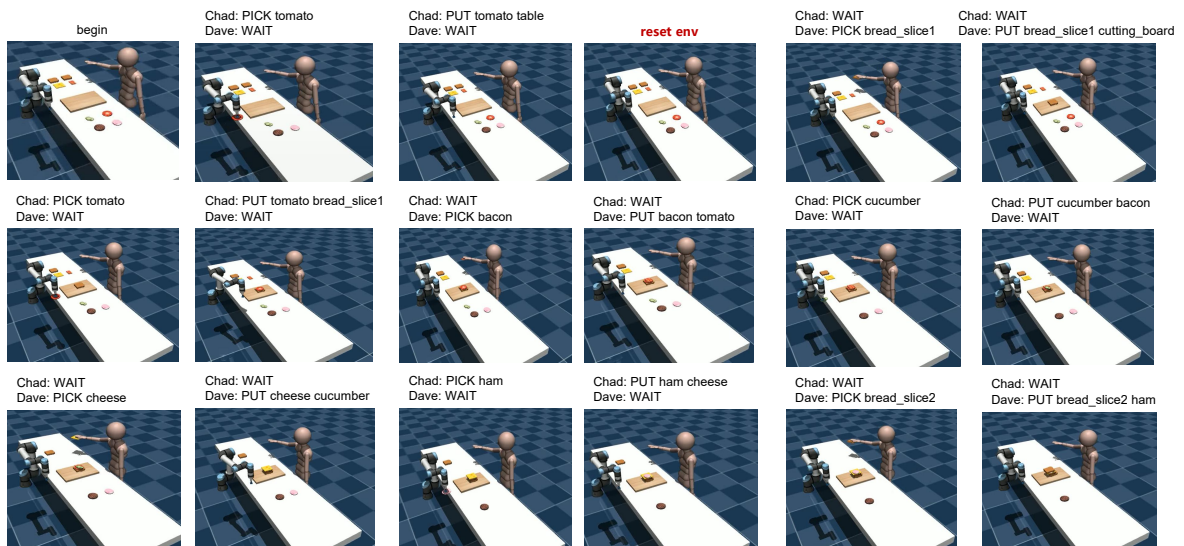 begin
Chad: PICK tomato
Dave: WAIT
Chad: PUT tomato table
Dave: WAIT
reset env
Chad: WAIT
Dave: PICK bread_slice1
Chad: WAIT
Dave: PUT bread_slice1 cutting_board
Chad: PICK tomato
Dave: WAIT
Chad: PUT tomato bread_slice1
Dave: WAIT
Chad: WAIT
Dave: PICK bacon
Chad: WAIT
Dave: PUT bacon tomato
Chad: PICK cucumber
Dave: WAIT
Chad: PUT cucumber bacon
Dave: WAIT
Chad: WAIT
Dave: PICK cheese
Chad: WAIT
Dave: PUT cheese cucumber
Chad: PICK ham
Dave: WAIT
Chad: PUT ham cheese
Dave: WAIT
Chad: WAIT
Dave: PICK bread_slice2
Chad: WAIT
Dave: PUT bread_slice2 ham